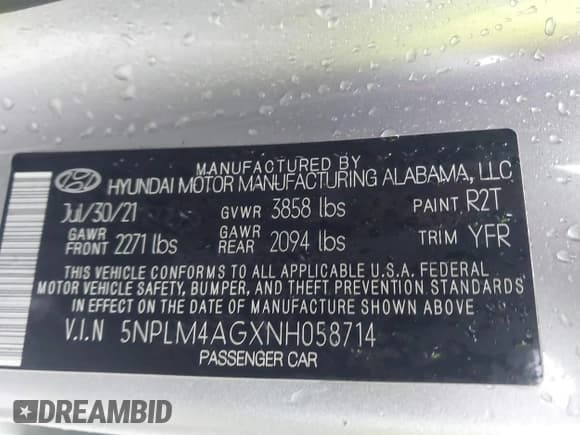 MANUFACTURED BY
HYUNDAI MOTOR MANUFACTURING ALABAMA, LLC
Jul/30/21 GVWR 3858 lbs PAINT R2T
GAWR FRONT 2271 lbs GAWR REAR 2094 lbs TRIM YFR
THIS VEHICLE CONFORMS TO ALL APPLICABLE U.S.A. FEDERAL
MOTOR VEHICLE SAFETY, BUMPER, AND THEFT PREVENTION STANDARDS
IN EFFECT ON THE DATE OF MANUFACTURE SHOWN ABOVE
V.I.N 5NPLM4AGXNH058714
PASSENGER CAR
DREAMBID